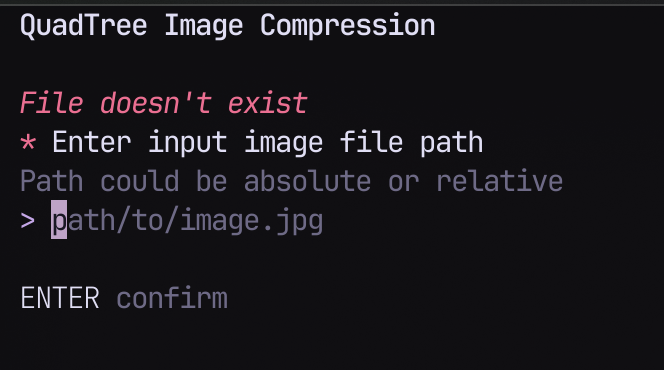 QuadTree Image Compression
File doesn't exist
* Enter input image file path
Path could be absolute or relative
> path/to/image.jpg
ENTER confirm